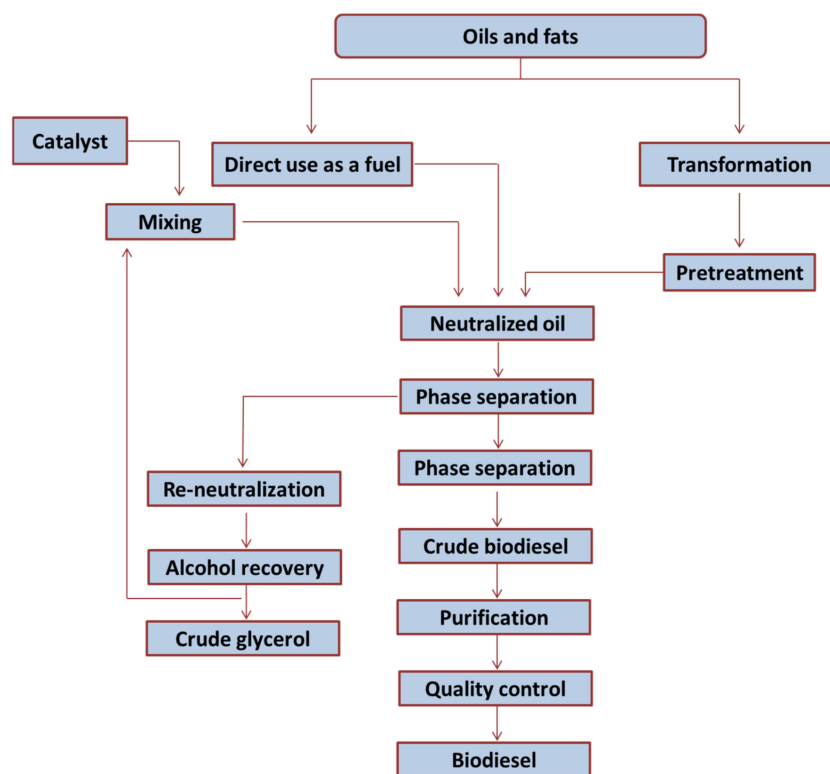 Oils and fats
Catalyst
Direct use as a fuel
Transformation
Mixing
Pretreatment
Neutralized oil
Phase separation
Phase separation
Re-neutralization
Crude biodiesel
Alcohol recovery
Purification
Crude glycerol
Quality control
Biodiesel